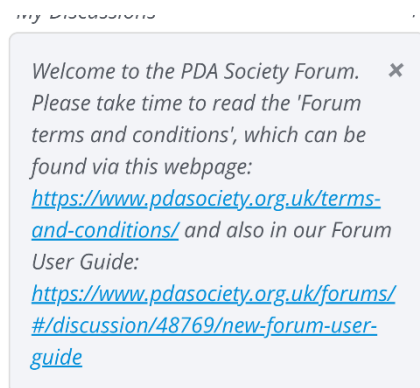 My Discussions
Welcome to the PDA Society Forum. ×
Please take time to read the 'Forum
terms and conditions', which can be
found via this webpage:
https://www.pdasociety.org.uk/terms-
and-conditions/ and also in our Forum
User Guide:
https://www.pdasociety.org.uk/forums/
#/discussion/48769/new-forum-user-
guide